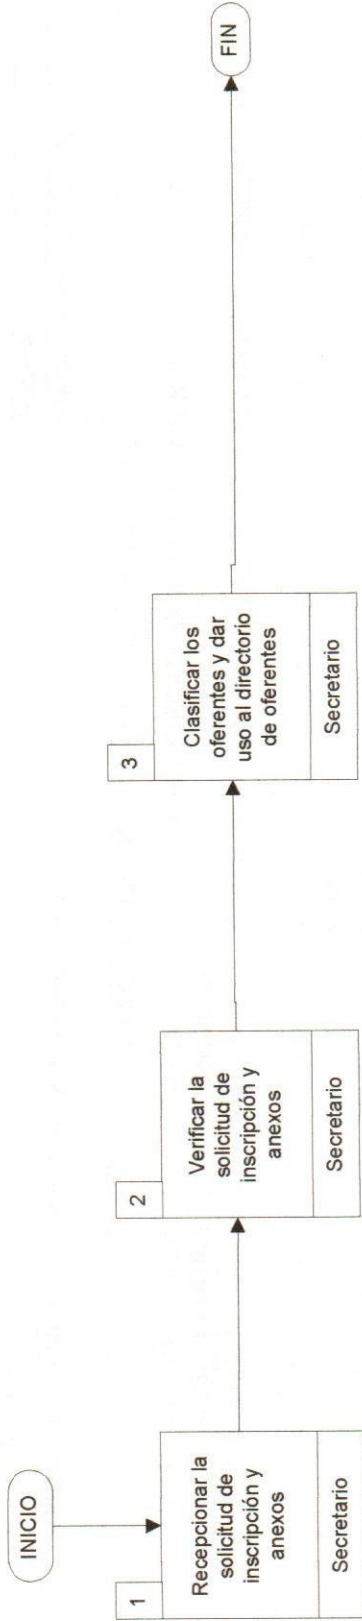 INICIO
1
Recepcionar la
solicitud de
inscripción y
anexos
Secretario
2
Verificar la
solicitud de
inscripción y
anexos
Secretario
3
Clasificar los
oferentes y dar
uso al directorio
de oferentes
Secretario
FIN